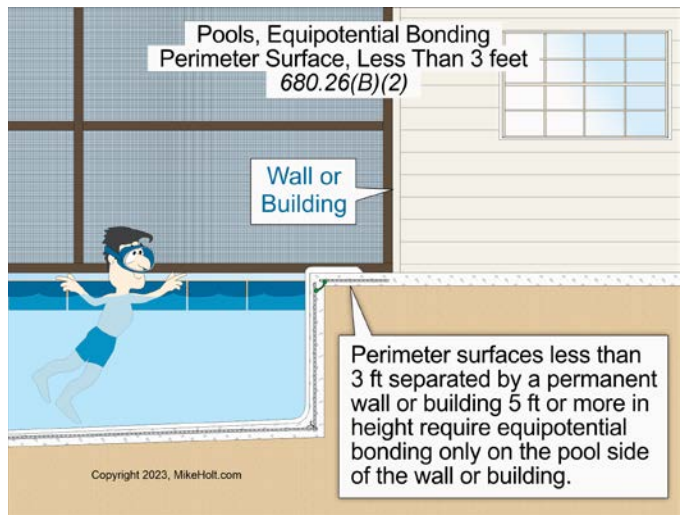 Pools, Equipotential Bonding
Perimeter Surface, Less Than 3 feet
680.26(B)(2)
Wall or
Building
Perimeter surfaces less than
3 ft separated by a permanent
wall or building 5 ft or more in
height require equipotential
bonding only on the pool side
of the wall or building.
Copyright 2023, MikeHolt.com